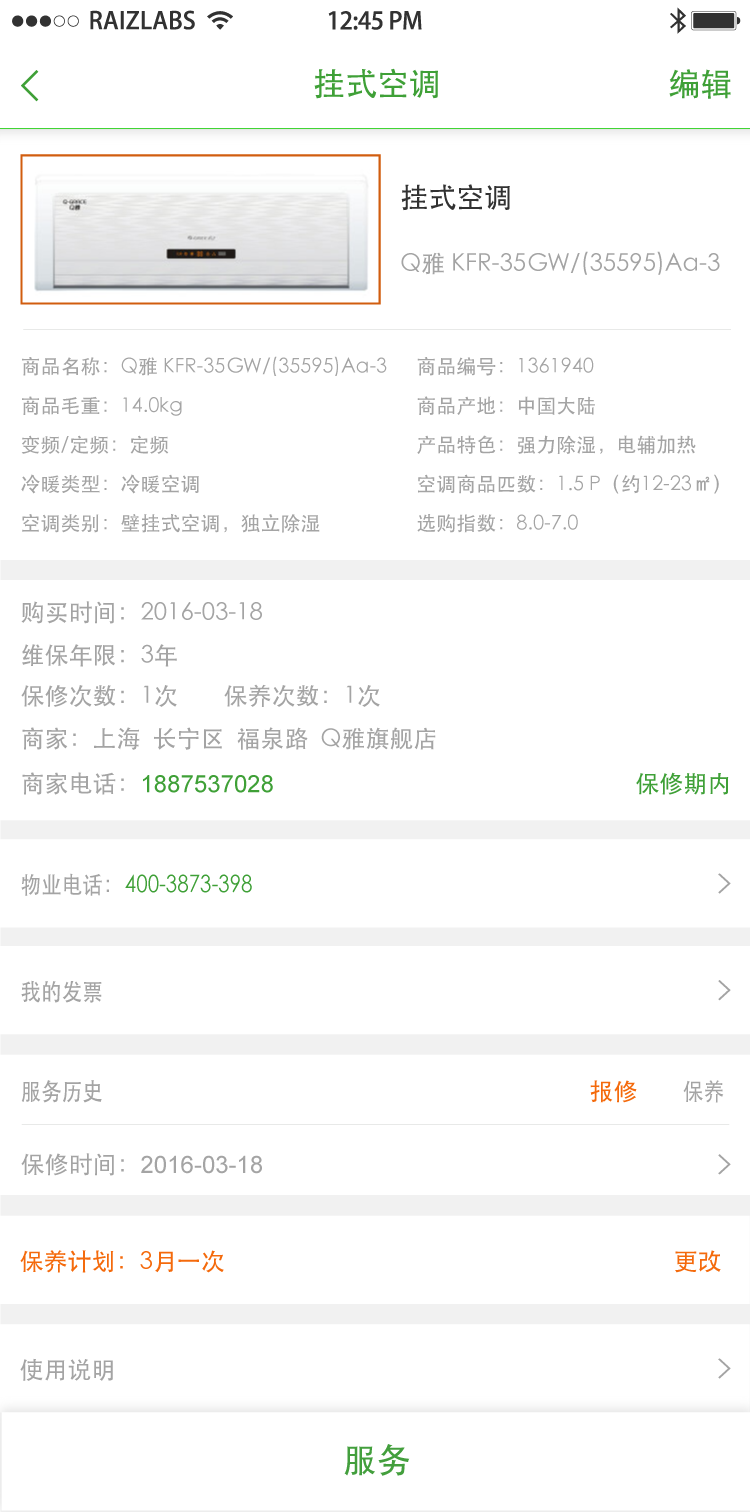 RAIZLABS 12:45 PM
挂式空调 编辑
Q雅
挂式空调
Q雅 KFR-35GW/(35595)Aa-3
商品名称：Q雅 KFR-35GW/(35595)Aa-3 商品编号：1361940
商品毛重：14.0kg 商品产地：中国大陆
变频/定频：定频 产品特色：强力除湿，电辅加热
冷暖类型：冷暖空调 空调商品匹数：1.5 P（约12-23㎡）
空调类别：壁挂式空调，独立除湿 选购指数：8.0-7.0
购买时间：2016-03-18
维保年限：3年
保修次数：1次 保养次数：1次
商家：上海 长宁区 福泉路 Q雅旗舰店
商家电话：1887537028 保修期内
物业电话：400-3873-398
我的发票
服务历史 报修 保养
保修时间：2016-03-18
保养计划：3月一次 更改
使用说明
服务